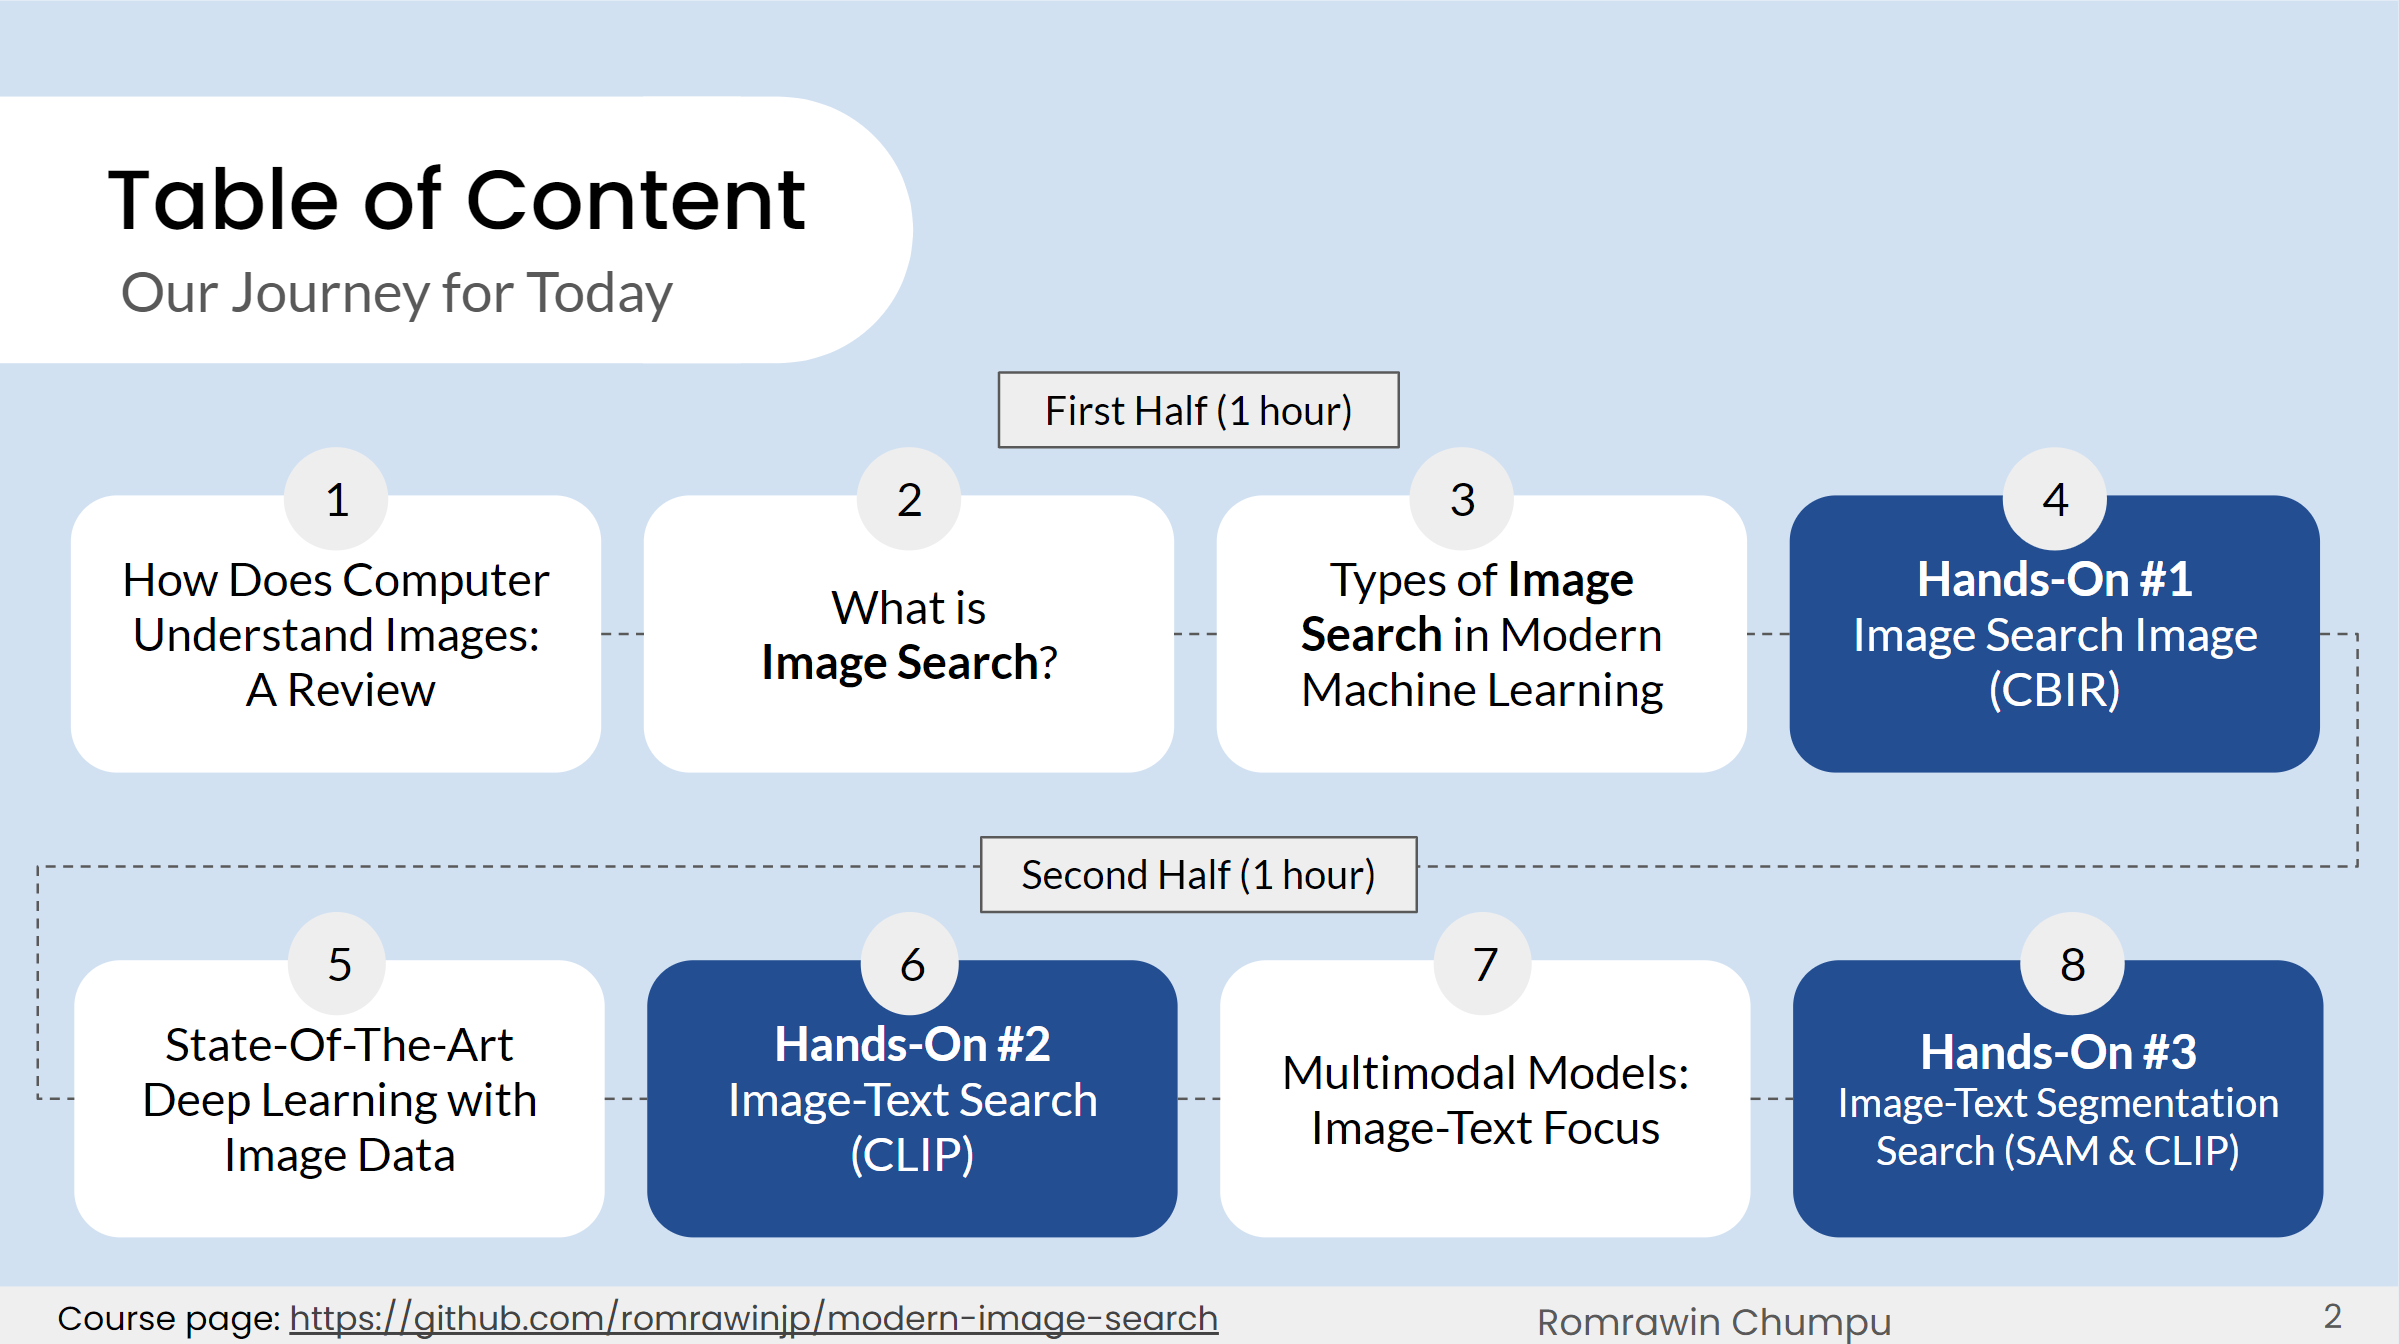 Table of Content
Our Journey for Today
First Half (1 hour)
1
How Does Computer
Understand Images:
A Review
2
What is
Image Search?
3
Types of Image
Search in Modern
Machine Learning
4
Hands-On #1
Image Search Image
(CBIR)
Second Half (1 hour)
5
State-Of-The-Art
Deep Learning with
Image Data
6
Hands-On #2
Image-Text Search
(CLIP)
7
Multimodal Models:
Image-Text Focus
8
Hands-On #3
Image-Text Segmentation
Search (SAM & CLIP)
Course page: https://github.com/romrawinjp/modern-image-search
Romrawin Chumpu
2